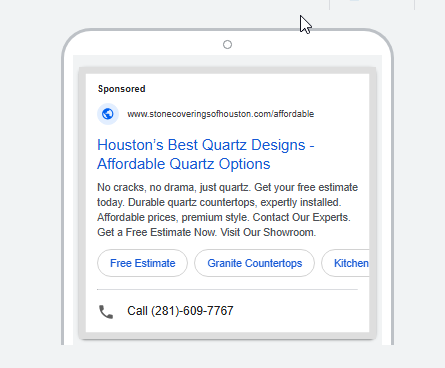 Sponsored
www.stonecoveringsofhouston.com/affordable
Houston's Best Quartz Designs -
Affordable Quartz Options
No cracks, no drama, just quartz. Get your free estimate
today. Durable quartz countertops, expertly installed.
Affordable prices, premium style. Contact Our Experts.
Get a Free Estimate Now. Visit Our Showroom.
Free Estimate Granite Countertops Kitchen
Call (281)-609-7767